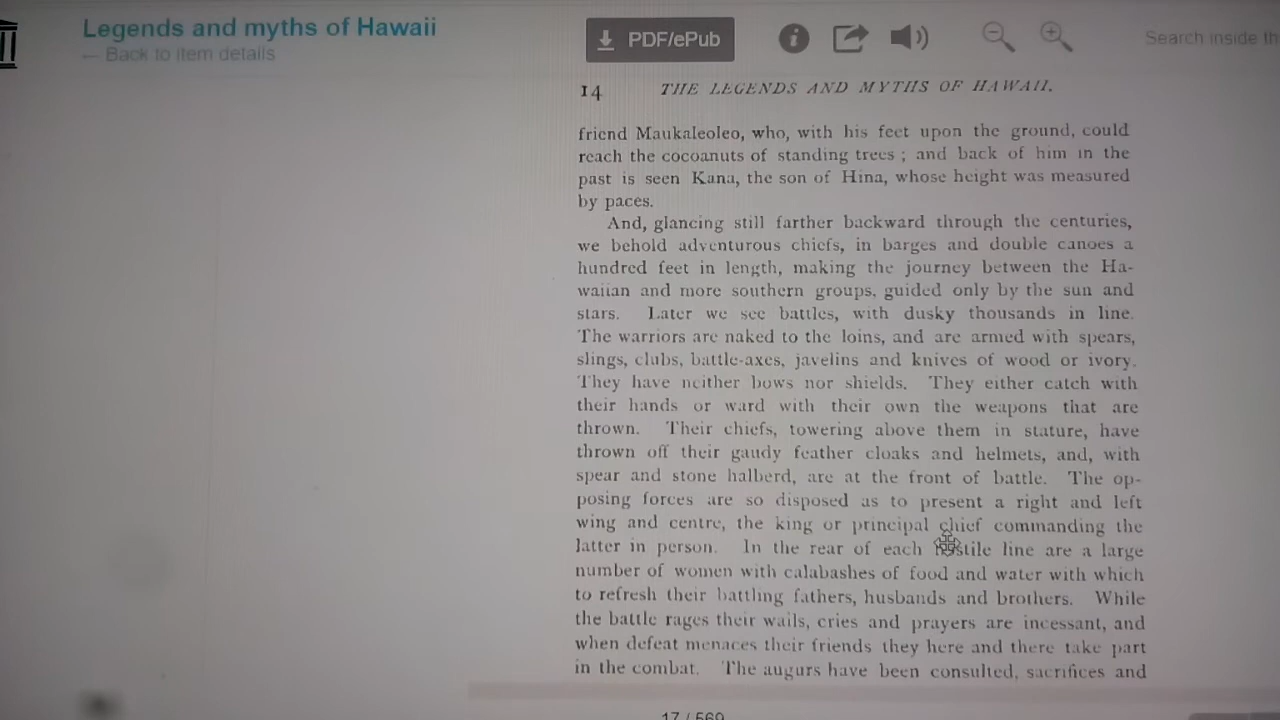 Legends and myths of Hawaii
← Back to item details
PDF/ePub
Search inside
14 THE LEGENDS AND MYTHS OF HAWAII.
friend Maukaleoleo, who, with his feet upon the ground, could
reach the cocoanuts of standing trees ; and back of him in the
past is seen Kana, the son of Hina, whose height was measured
by paces.
And, glancing still farther backward through the centuries,
we behold adventurous chiefs, in barges and double canoes a
hundred feet in length, making the journey between the Ha-
waiian and more southern groups, guided only by the sun and
stars. Later we see battles, with dusky thousands in line.
The warriors are naked to the loins, and are armed with spears,
slings, clubs, battle-axes, javelins and knives of wood or ivory.
They have neither bows nor shields. They either catch with
their hands or ward with their own the weapons that are
thrown. Their chiefs, towering above them in stature, have
thrown off their gaudy feather cloaks and helmets, and, with
spear and stone halberd, are at the front of battle. The op-
posing forces are so disposed as to present a right and left
wing and centre, the king or principal chief commanding the
latter in person. In the rear of each hostile line are a large
number of women with calabashes of food and water with which
to refresh their battling fathers, husbands and brothers. While
the battle rages their wails, cries and prayers are incessant, and
when defeat menaces their friends they here and there take part
in the combat. The augurs have been consulted, sacrifices and
17 / 569